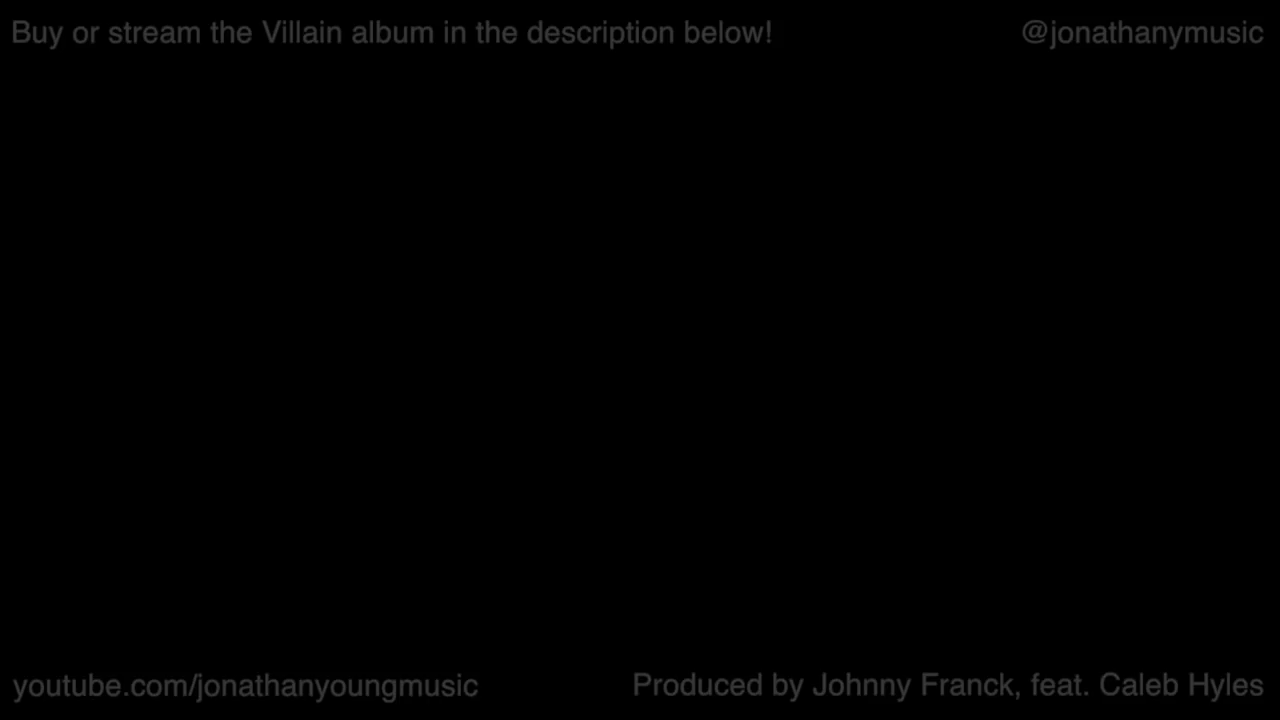 Buy or stream the Villain album in the description below!
@jonathanymusic
youtube.com/jonathanyoungmusic
Produced by Johnny Franck, feat. Caleb Hyles